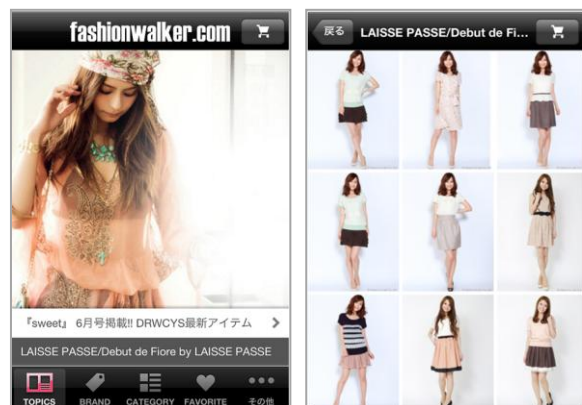 fashionwalker.com
『sweet』 6月号掲載!! DRWCYS最新アイテム
LAISSE PASSE/Debut de Fiore by LAISSE PASSE
TOPICS BRAND CATEGORY FAVORITE その他
戻る LAISSE PASSE/Debut de Fi...